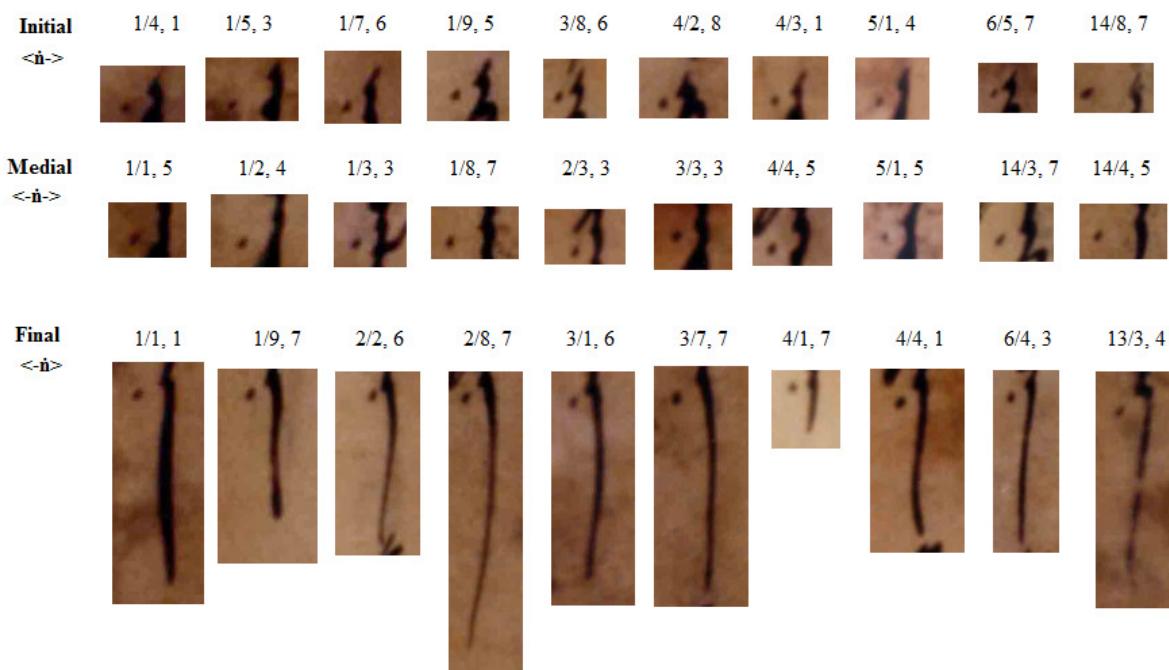 Initial 1/4, 1 1/5, 3 1/7, 6 1/9, 5 3/8, 6 4/2, 8 4/3, 1 5/1, 4 6/5, 7 14/8, 7
<ṅ->
Medial 1/1, 5 1/2, 4 1/3, 3 1/8, 7 2/3, 3 3/3, 3 4/4, 5 5/1, 5 14/3, 7 14/4, 5
<-ṅ->
Final 1/1, 1 1/9, 7 2/2, 6 2/8, 7 3/1, 6 3/7, 7 4/1, 7 4/4, 1 6/4, 3 13/3, 4
<-ṅ>